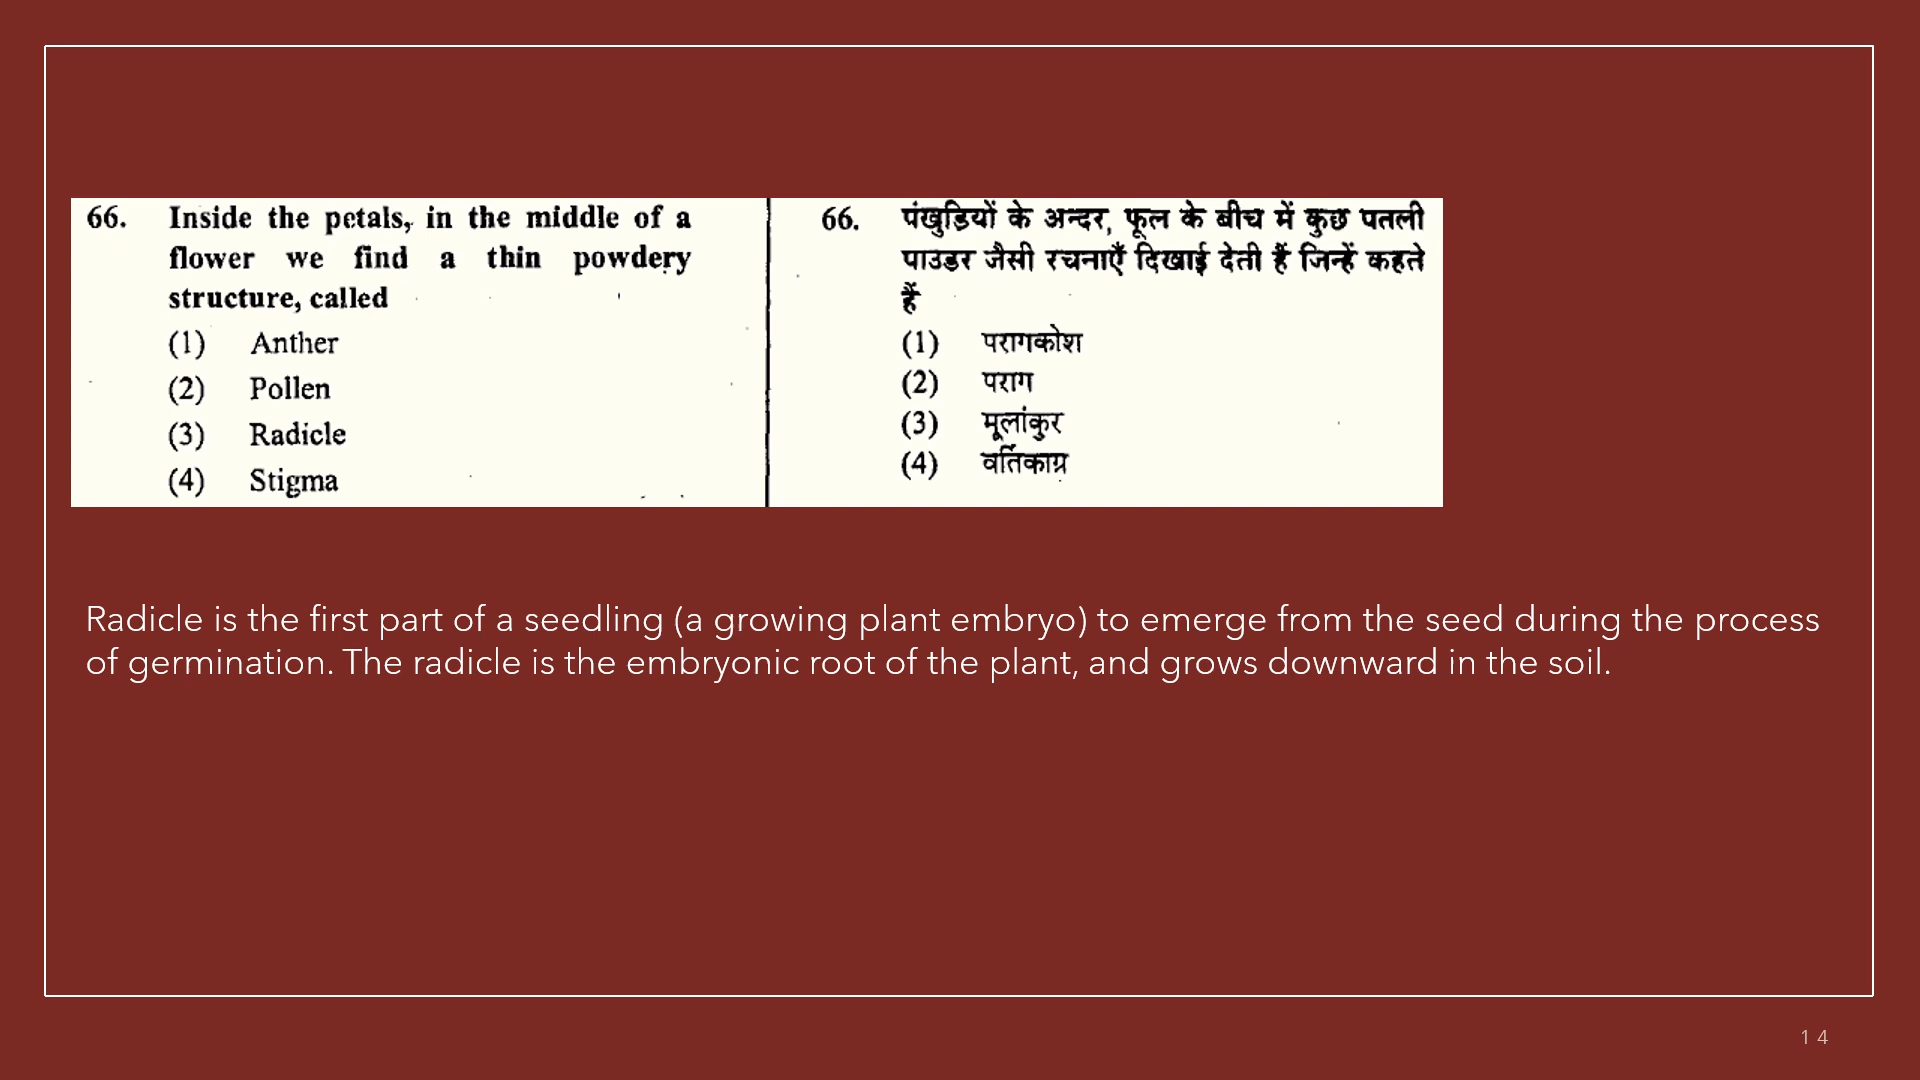 66. Inside the petals, in the middle of a
flower we find a thin powdery
structure, called
(1) Anther
(2) Pollen
(3) Radicle
(4) Stigma
66. पंखुड़ियों के अन्दर, फूल के बीच में कुछ पतली
पाउडर जैसी रचनाएँ दिखाई देती हैं जिन्हें कहते
हैं
(1) परागकोश
(2) पराग
(3) मूलांकुर
(4) वर्तिकाग्र
Radicle is the first part of a seedling (a growing plant embryo) to emerge from the seed during the process
of germination. The radicle is the embryonic root of the plant, and grows downward in the soil.
14